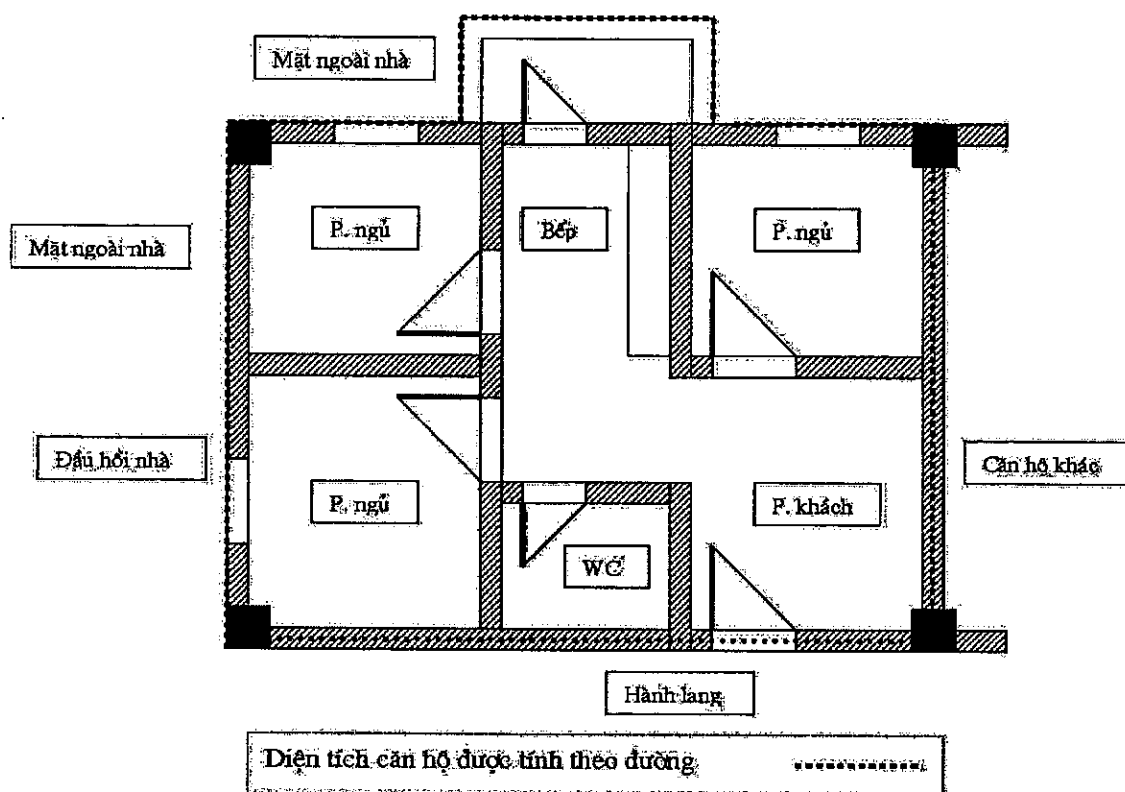 Mặt ngoài nhà
P. ngủ
Bếp
P. ngủ
Mặt ngoài nhà
Đầu hồi nhà
P. ngủ
P. khách
Căn hộ khác
WC
Hành lang
Diện tích căn hộ được tính theo đường